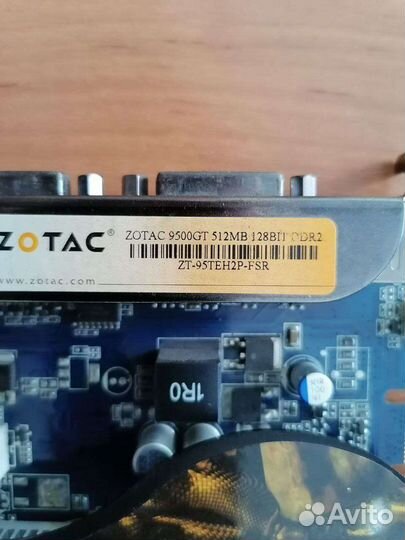 ZOTAC®
www.zotac.com
ZOTAC 9500GT 512MB 128BIT DDR2
ZT-95TEH2P-FSR
1R0
Avito